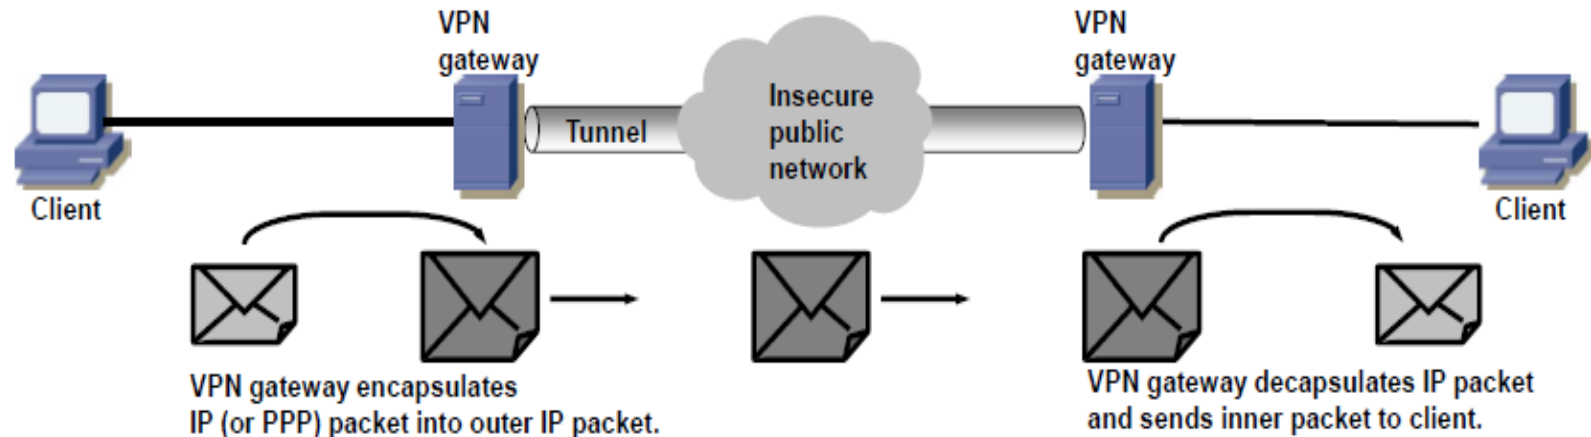 VPN
gateway
VPN
gateway
Insecure
public
network
Tunnel
Client
Client
VPN gateway encapsulates
IP (or PPP) packet into outer IP packet.
VPN gateway decapsulates IP packet
and sends inner packet to client.